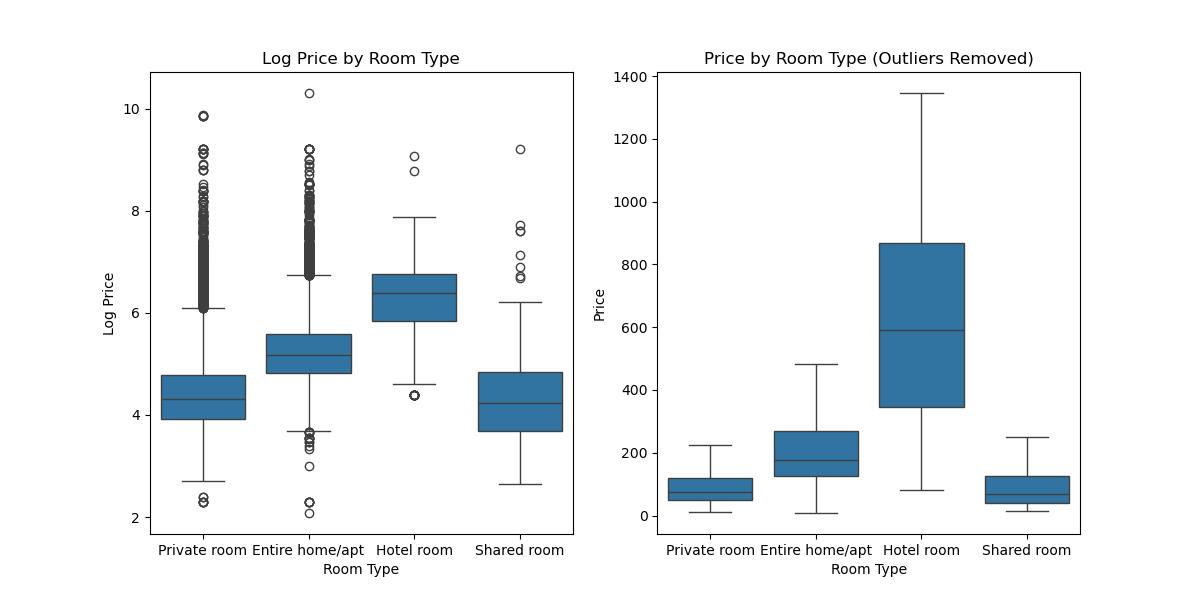 Log Price by Room Type
Log Price
10
8
6
4
2
Private room Entire home/apt Hotel room Shared room
Room Type
Price by Room Type (Outliers Removed)
Price
1400
1200
1000
800
600
400
200
0
Private room Entire home/apt Hotel room Shared room
Room Type